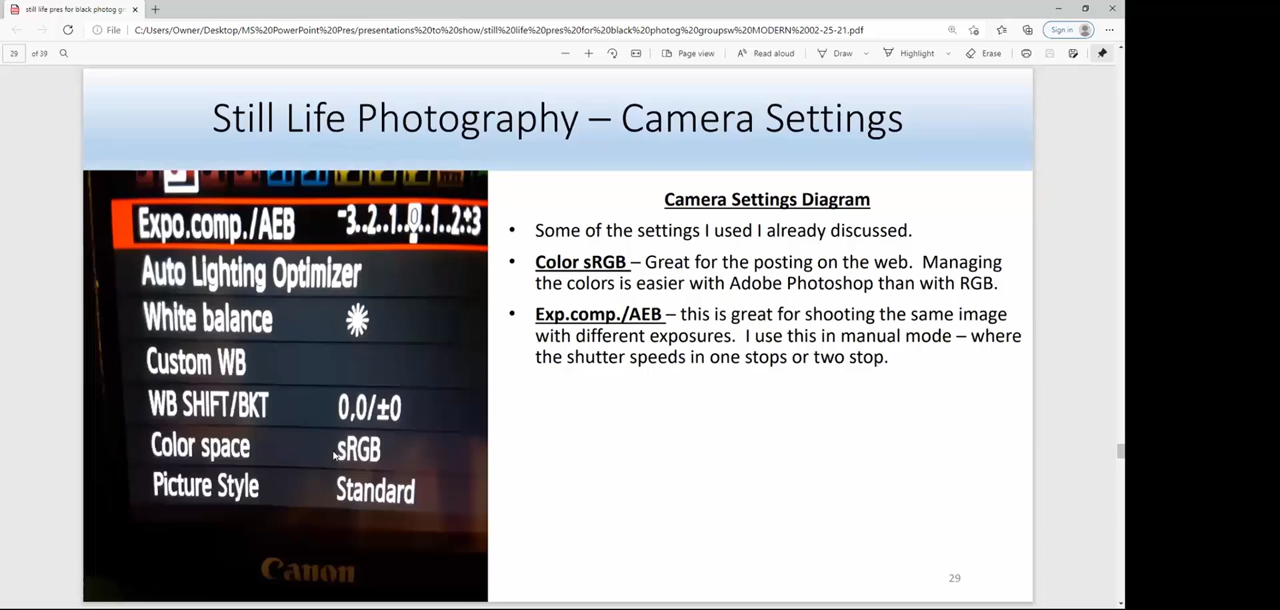 still life pres for black photog gr
File
C:/Users/Owner/Desktop/MS%20PowerPoint%20Pres/presentations%20to%20show/still%20life%20pres%20for%20black%20photog%20groupsw%20MODERN%2002-25-21.pdf
Sign in
29 of 39
Page view
Read aloud
Draw
Highlight
Erase
Still Life Photography – Camera Settings
Expo.comp./AEB -3..2..1..0..1..2..+3
Auto Lighting Optimizer
White balance
Custom WB
WB SHIFT/BKT 0,0/±0
Color space sRGB
Picture Style Standard
Canon
Camera Settings Diagram
• Some of the settings I used I already discussed.
• Color sRGB – Great for the posting on the web. Managing
the colors is easier with Adobe Photoshop than with RGB.
• Exp.comp./AEB – this is great for shooting the same image
with different exposures. I use this in manual mode – where
the shutter speeds in one stops or two stop.
29